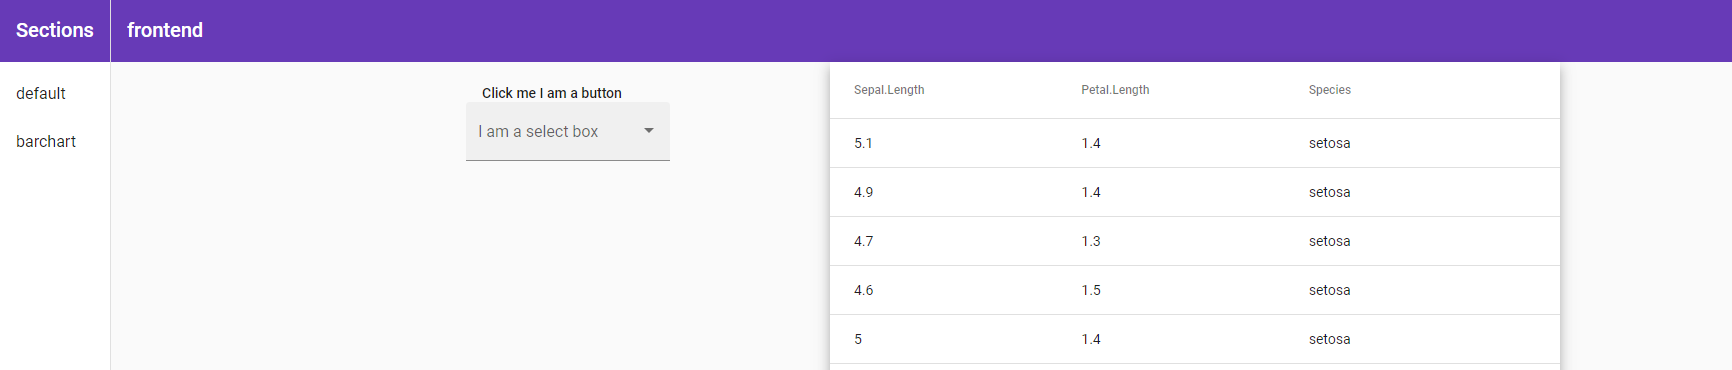 Sections frontend
default
barchart
Click me I am a button
I am a select box
Sepal.Length Petal.Length Species
5.1 1.4 setosa
4.9 1.4 setosa
4.7 1.3 setosa
4.6 1.5 setosa
5 1.4 setosa